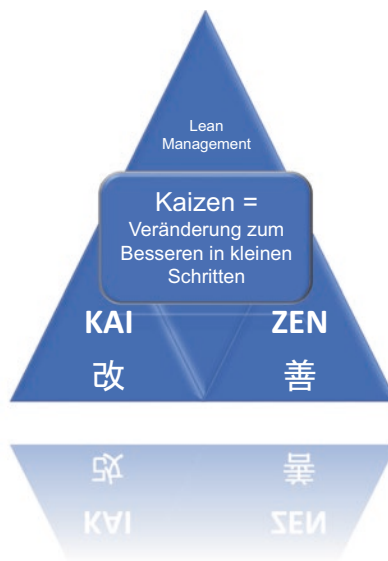 Lean
Management
Kaizen =
Veränderung zum
Besseren in kleinen
Schritten
KAI ZEN
改 善